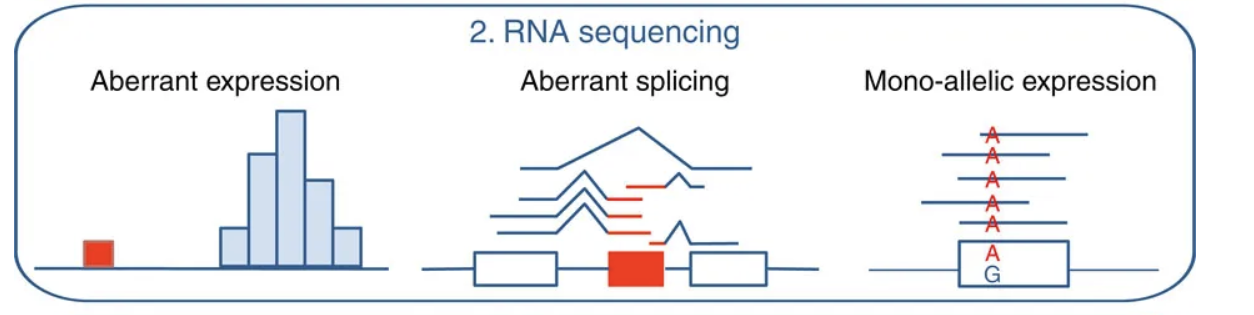 2. RNA sequencing
Aberrant expression
Aberrant splicing
Mono-allelic expression
A
A
A
A
A
A
G